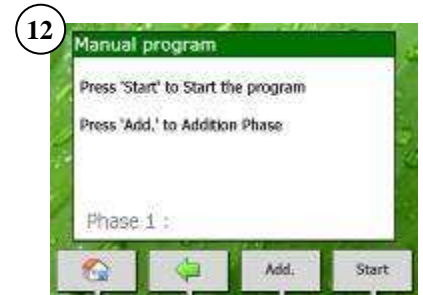 12
Manual program
Press 'Start' to Start the program
Press 'Add.' to Addition Phase
Phase 1 :
Add.
Start